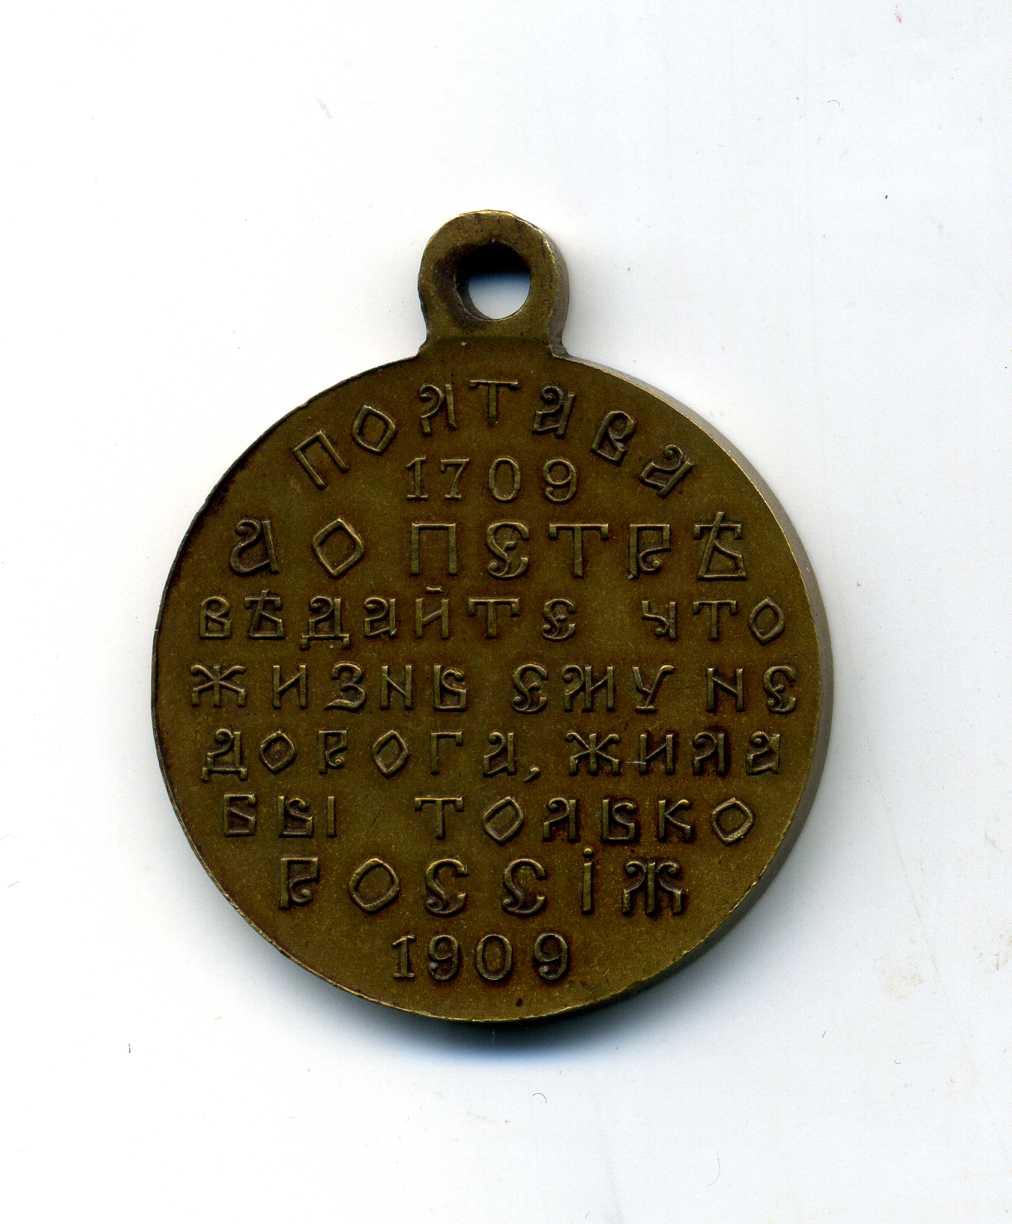 ПОЛТАВА
1709
А О ПЕТРѢ
ВѢДАЙТЕ ЧТО
ЖИЗНЬ ЕМУ НЕ
ДОРОГА, ЖИЛА
БЫ ТОЛЬКО
РОССІЯ
1909